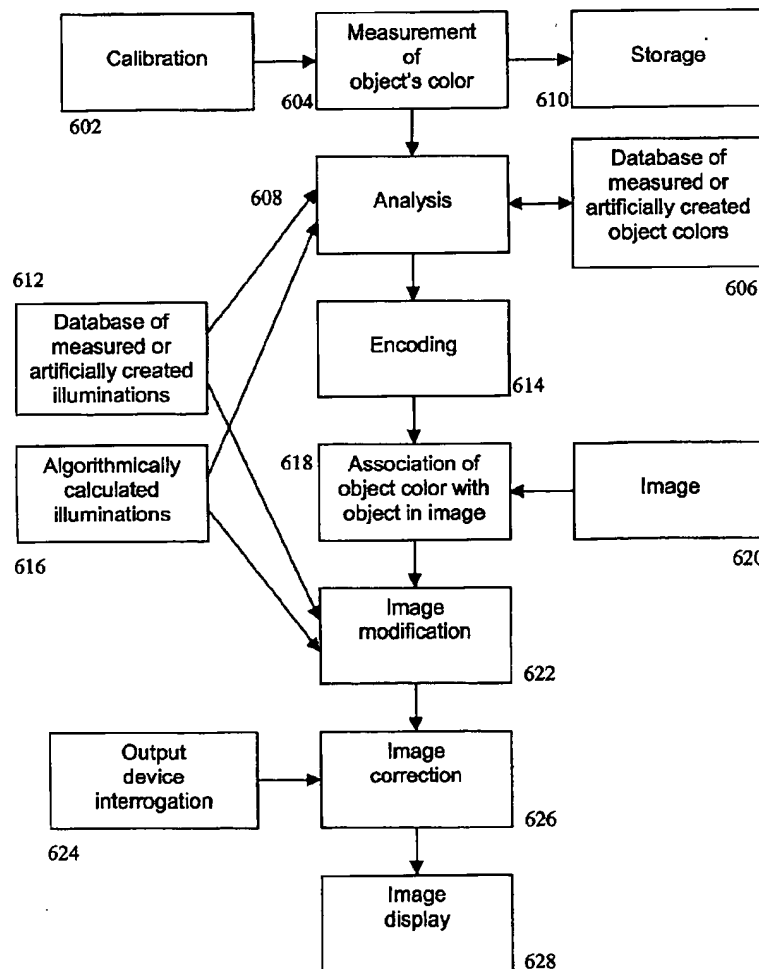 Calibration
602
Measurement
of
object's color
604
Storage
610
608
Analysis
Database of
measured or
artificially created
object colors
606
612
Database of
measured or
artificially created
illuminations
Encoding
614
Algorithmically
calculated
illuminations
616
618
Association of
object color with
object in image
Image
620
Image
modification
622
Output
device
interrogation
624
Image
correction
626
Image
display
628